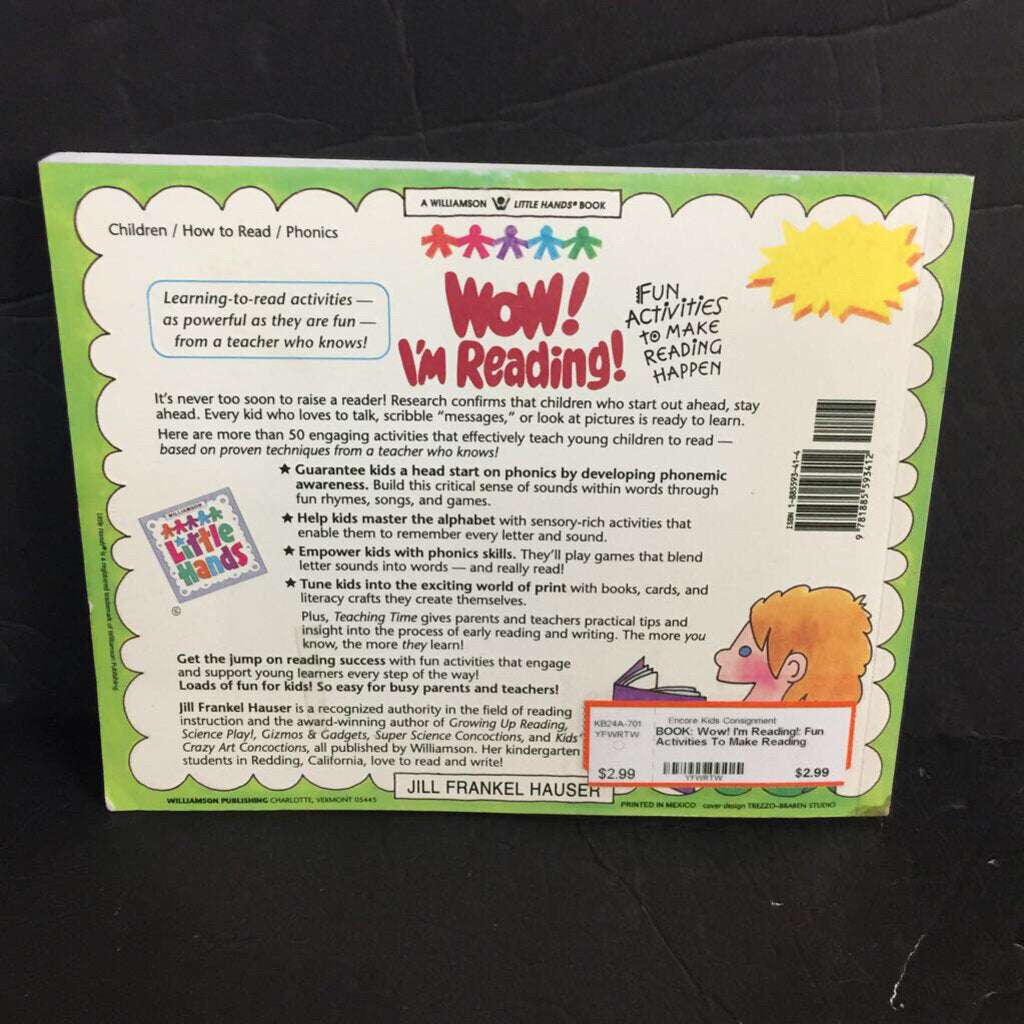 A WILLIAMSON LITTLE HANDS® BOOK
Children / How to Read / Phonics
Learning-to-read activities —
as powerful as they are fun —
from a teacher who knows!
WOW!
I'm Reading!
FUN
ACTIVITIES
to MAKE
READING
HAPPEN
It's never too soon to raise a reader! Research confirms that children who start out ahead, stay
ahead. Every kid who loves to talk, scribble "messages," or look at pictures is ready to learn.
Here are more than 50 engaging activities that effectively teach young children to read —
based on proven techniques from a teacher who knows!
★ Guarantee kids a head start on phonics by developing phonemic
awareness. Build this critical sense of sounds within words through
fun rhymes, songs, and games.
★ Help kids master the alphabet with sensory-rich activities that
enable them to remember every letter and sound.
★ Empower kids with phonics skills. They'll play games that blend
letter sounds into words — and really read!
★ Tune kids into the exciting world of print with books, cards, and
literacy crafts they create themselves.
Plus, Teaching Time gives parents and teachers practical tips and
insight into the process of early reading and writing. The more you
know, the more they learn!
Get the jump on reading success with fun activities that engage
and support young learners every step of the way!
Loads of fun for kids! So easy for busy parents and teachers!
Jill Frankel Hauser is a recognized authority in the field of reading
instruction and the award-winning author of Growing Up Reading,
Science Play!, Gizmos & Gadgets, Super Science Concoctions, and Kids'
Crazy Art Concoctions, all published by Williamson. Her kindergarten
students in Redding, California, love to read and write!
WILLIAMSON
Little
Hands
©
Little Hands® is a registered trademark of Williamson Publishing
ISBN 1-885593-41-4
9 781885 593412
KB24A-701
YFWRTW
$2.99
Encore Kids Consignment
BOOK: Wow! I'm Reading!: Fun
Activities To Make Reading
YFWRTW
$2.99
JILL FRANKEL HAUSER
WILLIAMSON PUBLISHING CHARLOTTE, VERMONT 05445
PRINTED IN MEXICO cover design TREZZO-BRAREN STUDIO